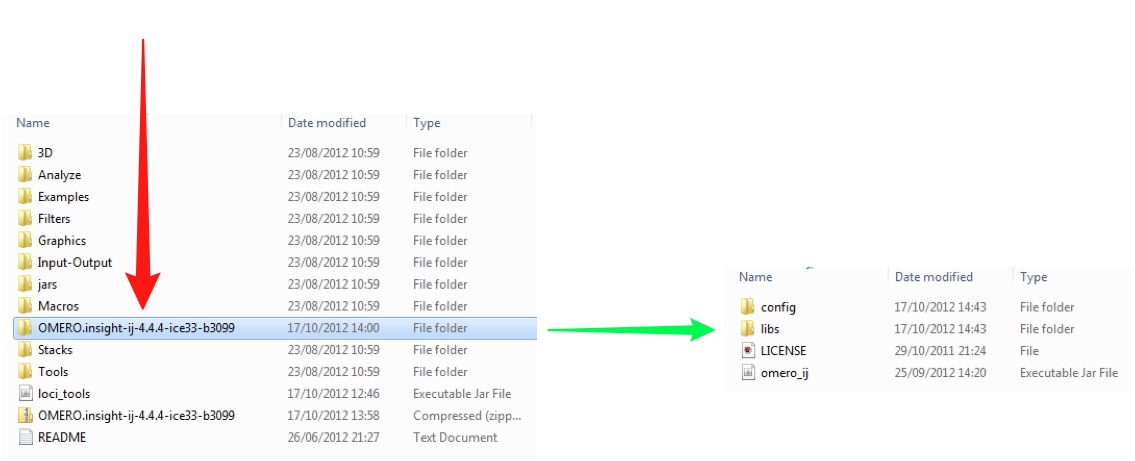 Name Date modified Type
3D 23/08/2012 10:59 File folder
Analyze 23/08/2012 10:59 File folder
Examples 23/08/2012 10:59 File folder
Filters 23/08/2012 10:59 File folder
Graphics 23/08/2012 10:59 File folder
Input-Output 23/08/2012 10:59 File folder
jars 23/08/2012 10:59 File folder
Macros 23/08/2012 10:59 File folder
OMERO.insight-ij-4.4.4-ice33-b3099 17/10/2012 14:00 File folder
Stacks 23/08/2012 10:59 File folder
Tools 23/08/2012 10:59 File folder
loci_tools 17/10/2012 12:46 Executable Jar File
OMERO.insight-ij-4.4.4-ice33-b3099 17/10/2012 13:58 Compressed (zipp...
README 26/06/2012 21:27 Text Document
Name Date modified Type
config 17/10/2012 14:43 File folder
libs 17/10/2012 14:43 File folder
LICENSE 29/10/2011 21:24 File
omero_ij 25/09/2012 14:20 Executable Jar File